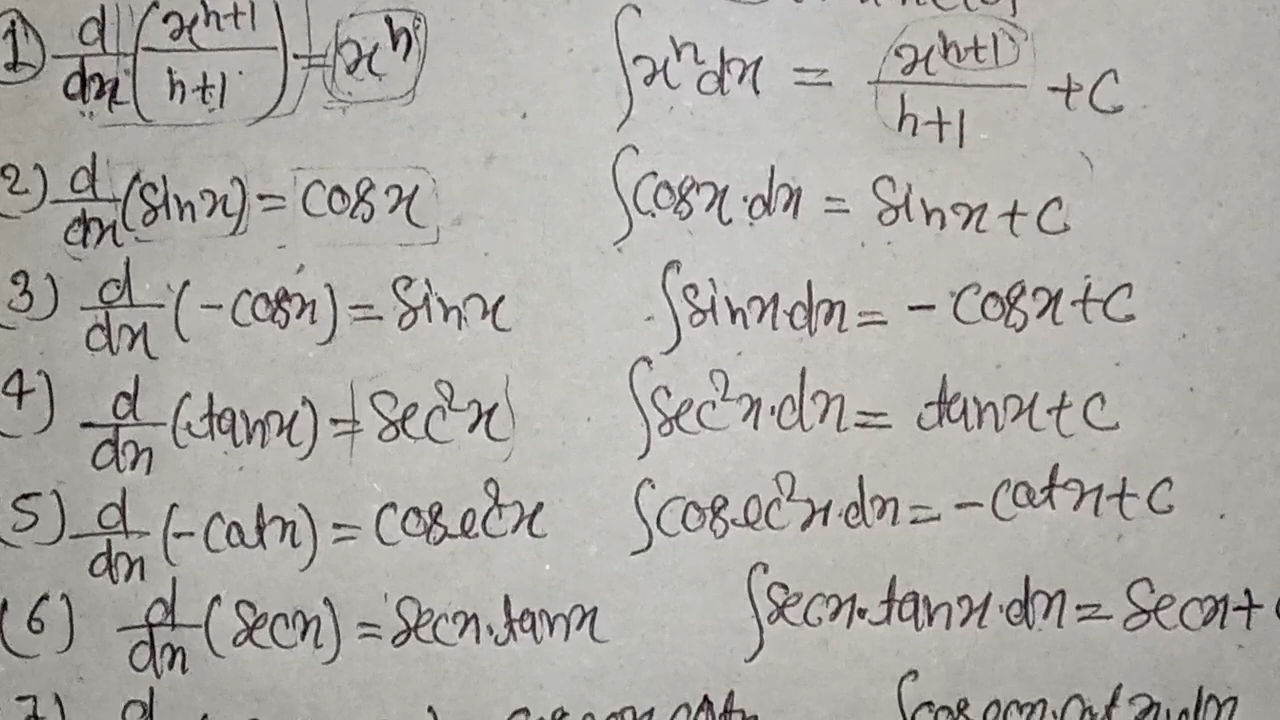 1) d/dx (x^(n+1)/(n+1)) = x^n    ∫x^n dx = x^(n+1)/(n+1) + C
2) d/dx (sinx) = cosx    ∫cosx·dx = sinx + C
(3) d/dx (-cosx) = sinx    ∫sinx·dx = -cosx + C
4) d/dx (tanx) = sec²x    ∫sec²x·dx = tanx + C
(5) d/dx (-cotx) = cosec²x    ∫cosec²x·dx = -cotx + C
(6) d/dx (secx) = secx·tanx    ∫secx·tanx·dx = secx +
7) d